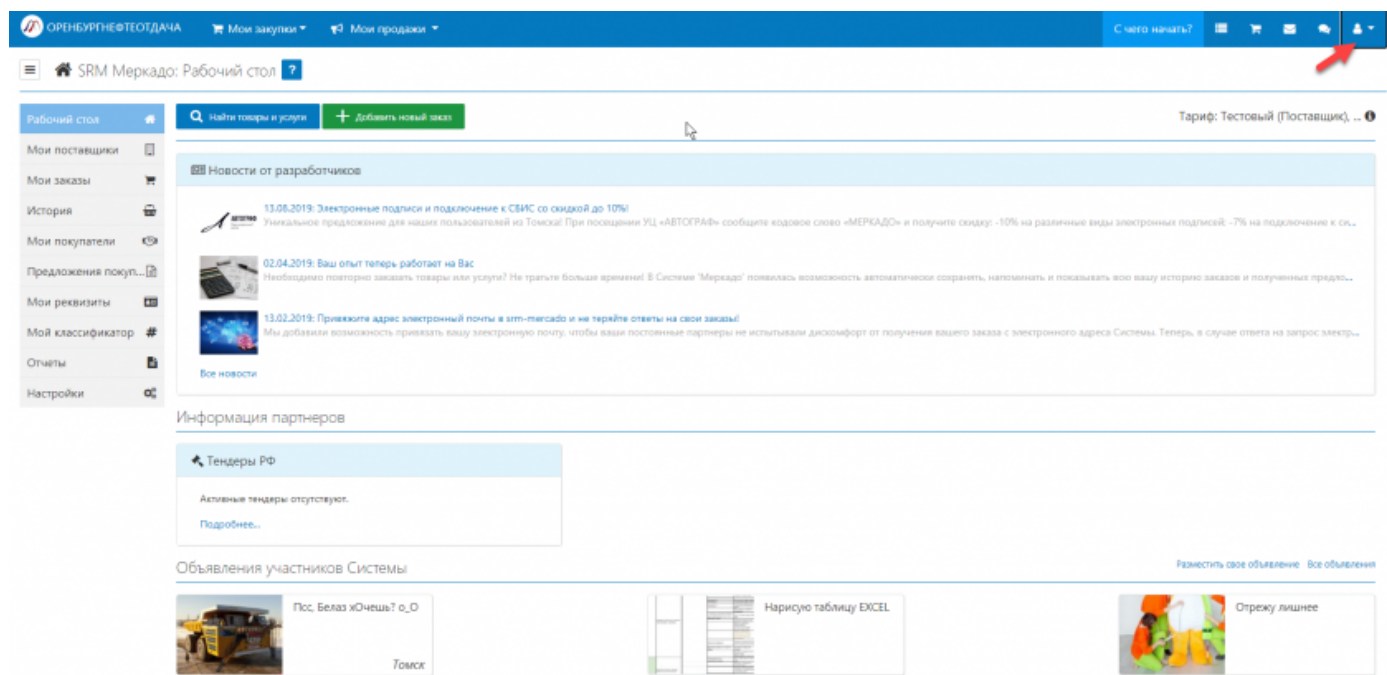 ОРЕНБУРГНЕФТЕОТДАЧА
Мои закупки
Мои продажи
С чего начать?
SRM Меркадо: Рабочий стол ?
Рабочий стол
Мои поставщики
Мои заказы
История
Мои покупатели
Предложения покуп...
Мои реквизиты
Мой классификатор #
Отчеты
Настройки
Найти товары и услуги
Добавить новый заказ
Тариф: Тестовый (Поставщик), ...
Новости от разработчиков
13.08.2019: Электронные подписи и подключение к СБИС со скидкой до 10%!
Уникальное предложение для наших пользователей из Томска! При посещении УЦ «АВТОГРАФ» сообщите кодовое слово «МЕРКАДО» и получите скидку: -10% на различные виды электронных подписей; -7% на подключение к си...
02.04.2019: Ваш опыт теперь работает на Вас
Необходимо повторно заказать товары или услуги? Не тратьте больше времени! В Системе "Меркадо" появилась возможность автоматически сохранять, напоминать и показывать всю вашу историю заказов и полученных предло...
13.02.2019: Привяжите адрес электронный почты в srm-mercado и не теряйте ответы на свои заказы!
Мы добавили возможность привязать вашу электронную почту, чтобы ваши постоянные партнеры не испытывали дискомфорт от получения вашего заказа с электронного адреса Системы. Теперь, в случае ответа на запрос электр...
Все новости
Информация партнеров
Тендеры РФ
Активные тендеры отсутствуют.
Подробнее...
Объявления участников Системы
Разместить свое объявление Все объявления
Псс, Белаз хОчешь? о_О
Томск
Нарисую таблицу EXCEL
Отрежу лишнее